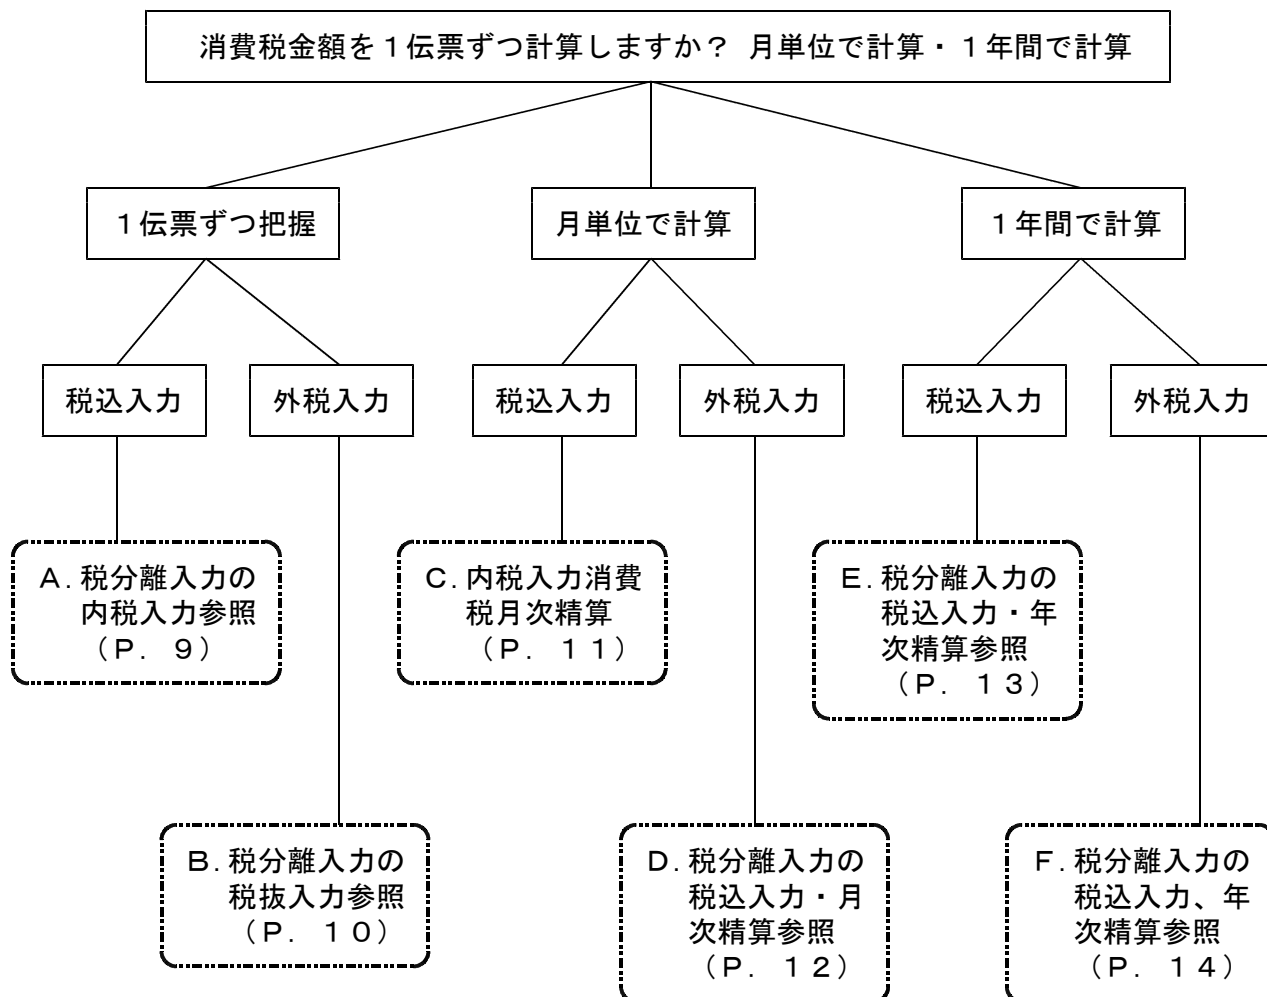 消費税金額を１伝票ずつ計算しますか？ 月単位で計算・１年間で計算
１伝票ずつ把握
月単位で計算
１年間で計算
税込入力
外税入力
税込入力
外税入力
税込入力
外税入力
Ａ．税分離入力の
内税入力参照
（Ｐ．９）
Ｃ．内税入力消費
税月次精算
（Ｐ．１１）
Ｅ．税分離入力の
税込入力・年
次精算参照
（Ｐ．１３）
Ｂ．税分離入力の
税抜入力参照
（Ｐ．１０）
Ｄ．税分離入力の
税込入力・月
次精算参照
（Ｐ．１２）
Ｆ．税分離入力の
税込入力、年
次精算参照
（Ｐ．１４）